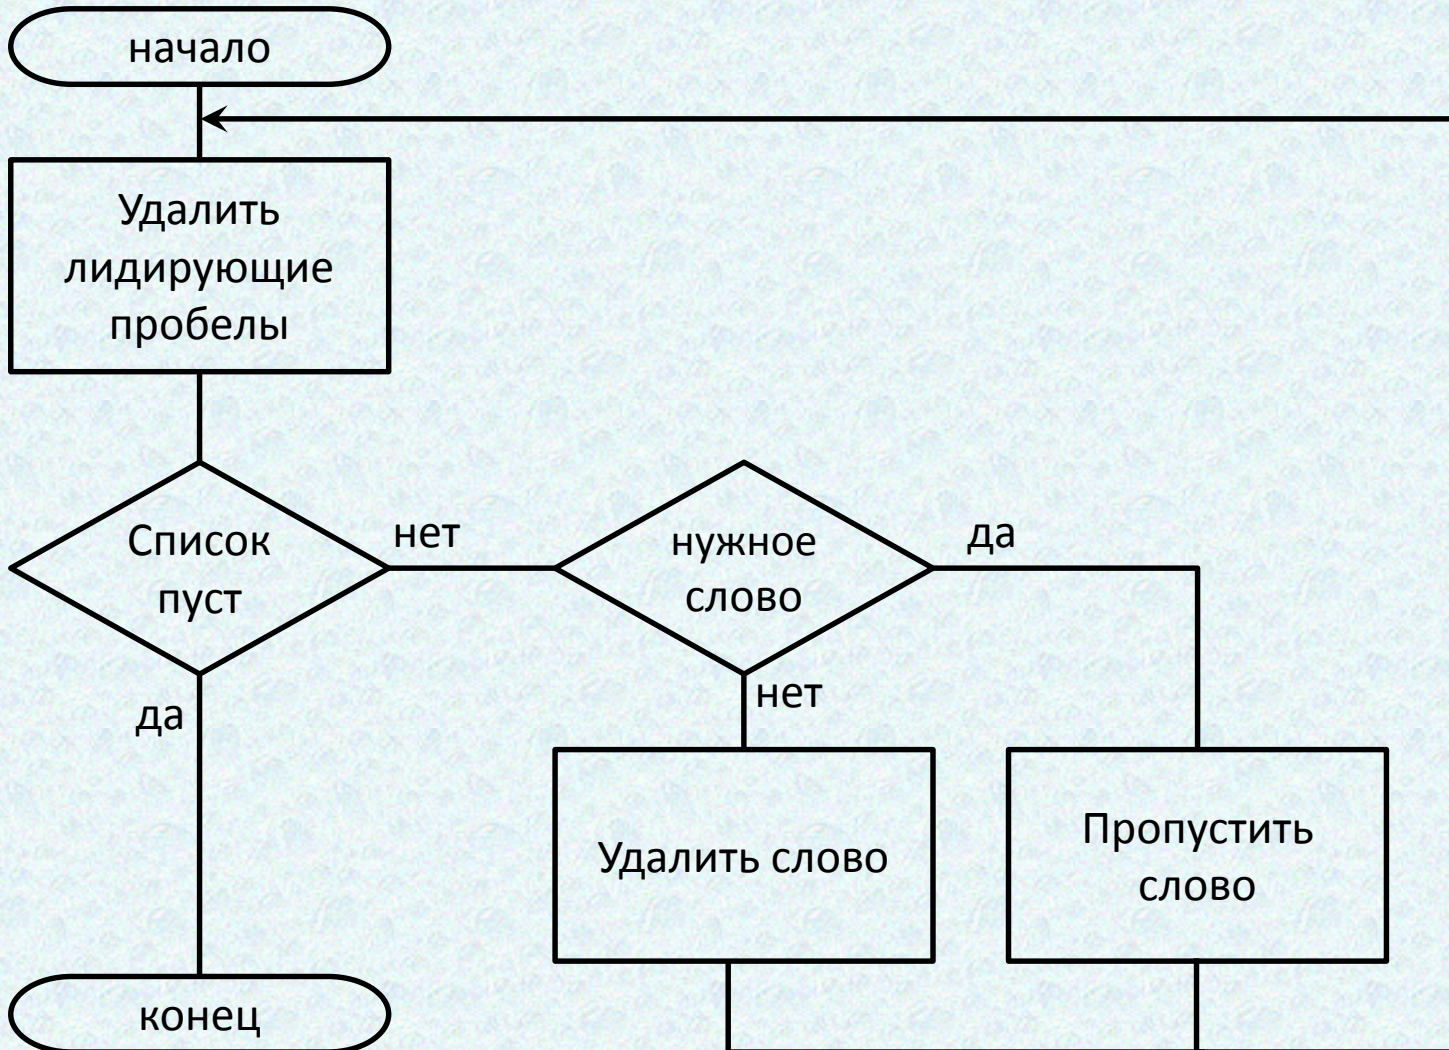 начало
Удалить
лидирующие
пробелы
Список
пуст
нет
нужное
слово
да
да
нет
Удалить слово
Пропустить
слово
конец